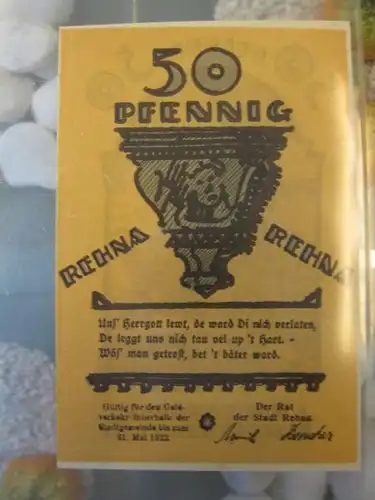 50
PFENNIG
REHNA REHNA
Uns' Herrgott lewt, de ward Di nich verlaten,
De leggt uns nich tau vel up 't Hart. -
Wäs' man getrost, bet 't bäter ward.
Gültig für den Geld-
verkehr innerhalb der
Stadtgemeinde bis zum
31. Mai 1922
Der Rat
der Stadt Rehna.